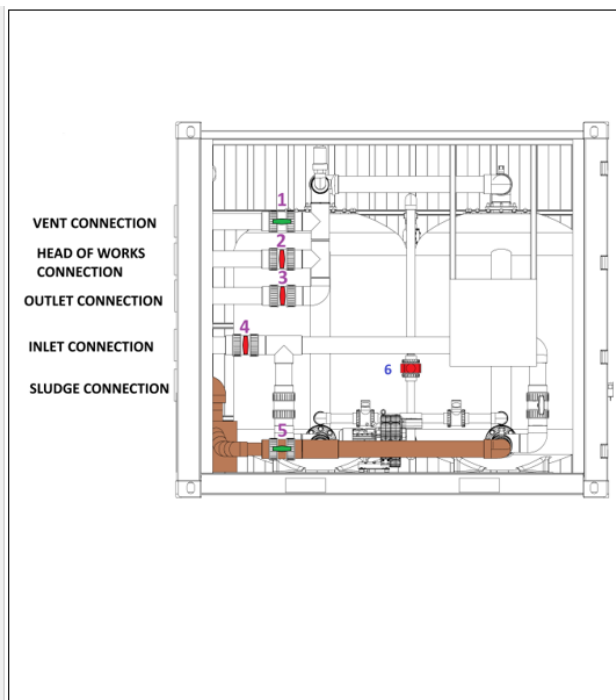 1
VENT CONNECTION
2
HEAD OF WORKS
CONNECTION
3
OUTLET CONNECTION
4
INLET CONNECTION
6
SLUDGE CONNECTION
5